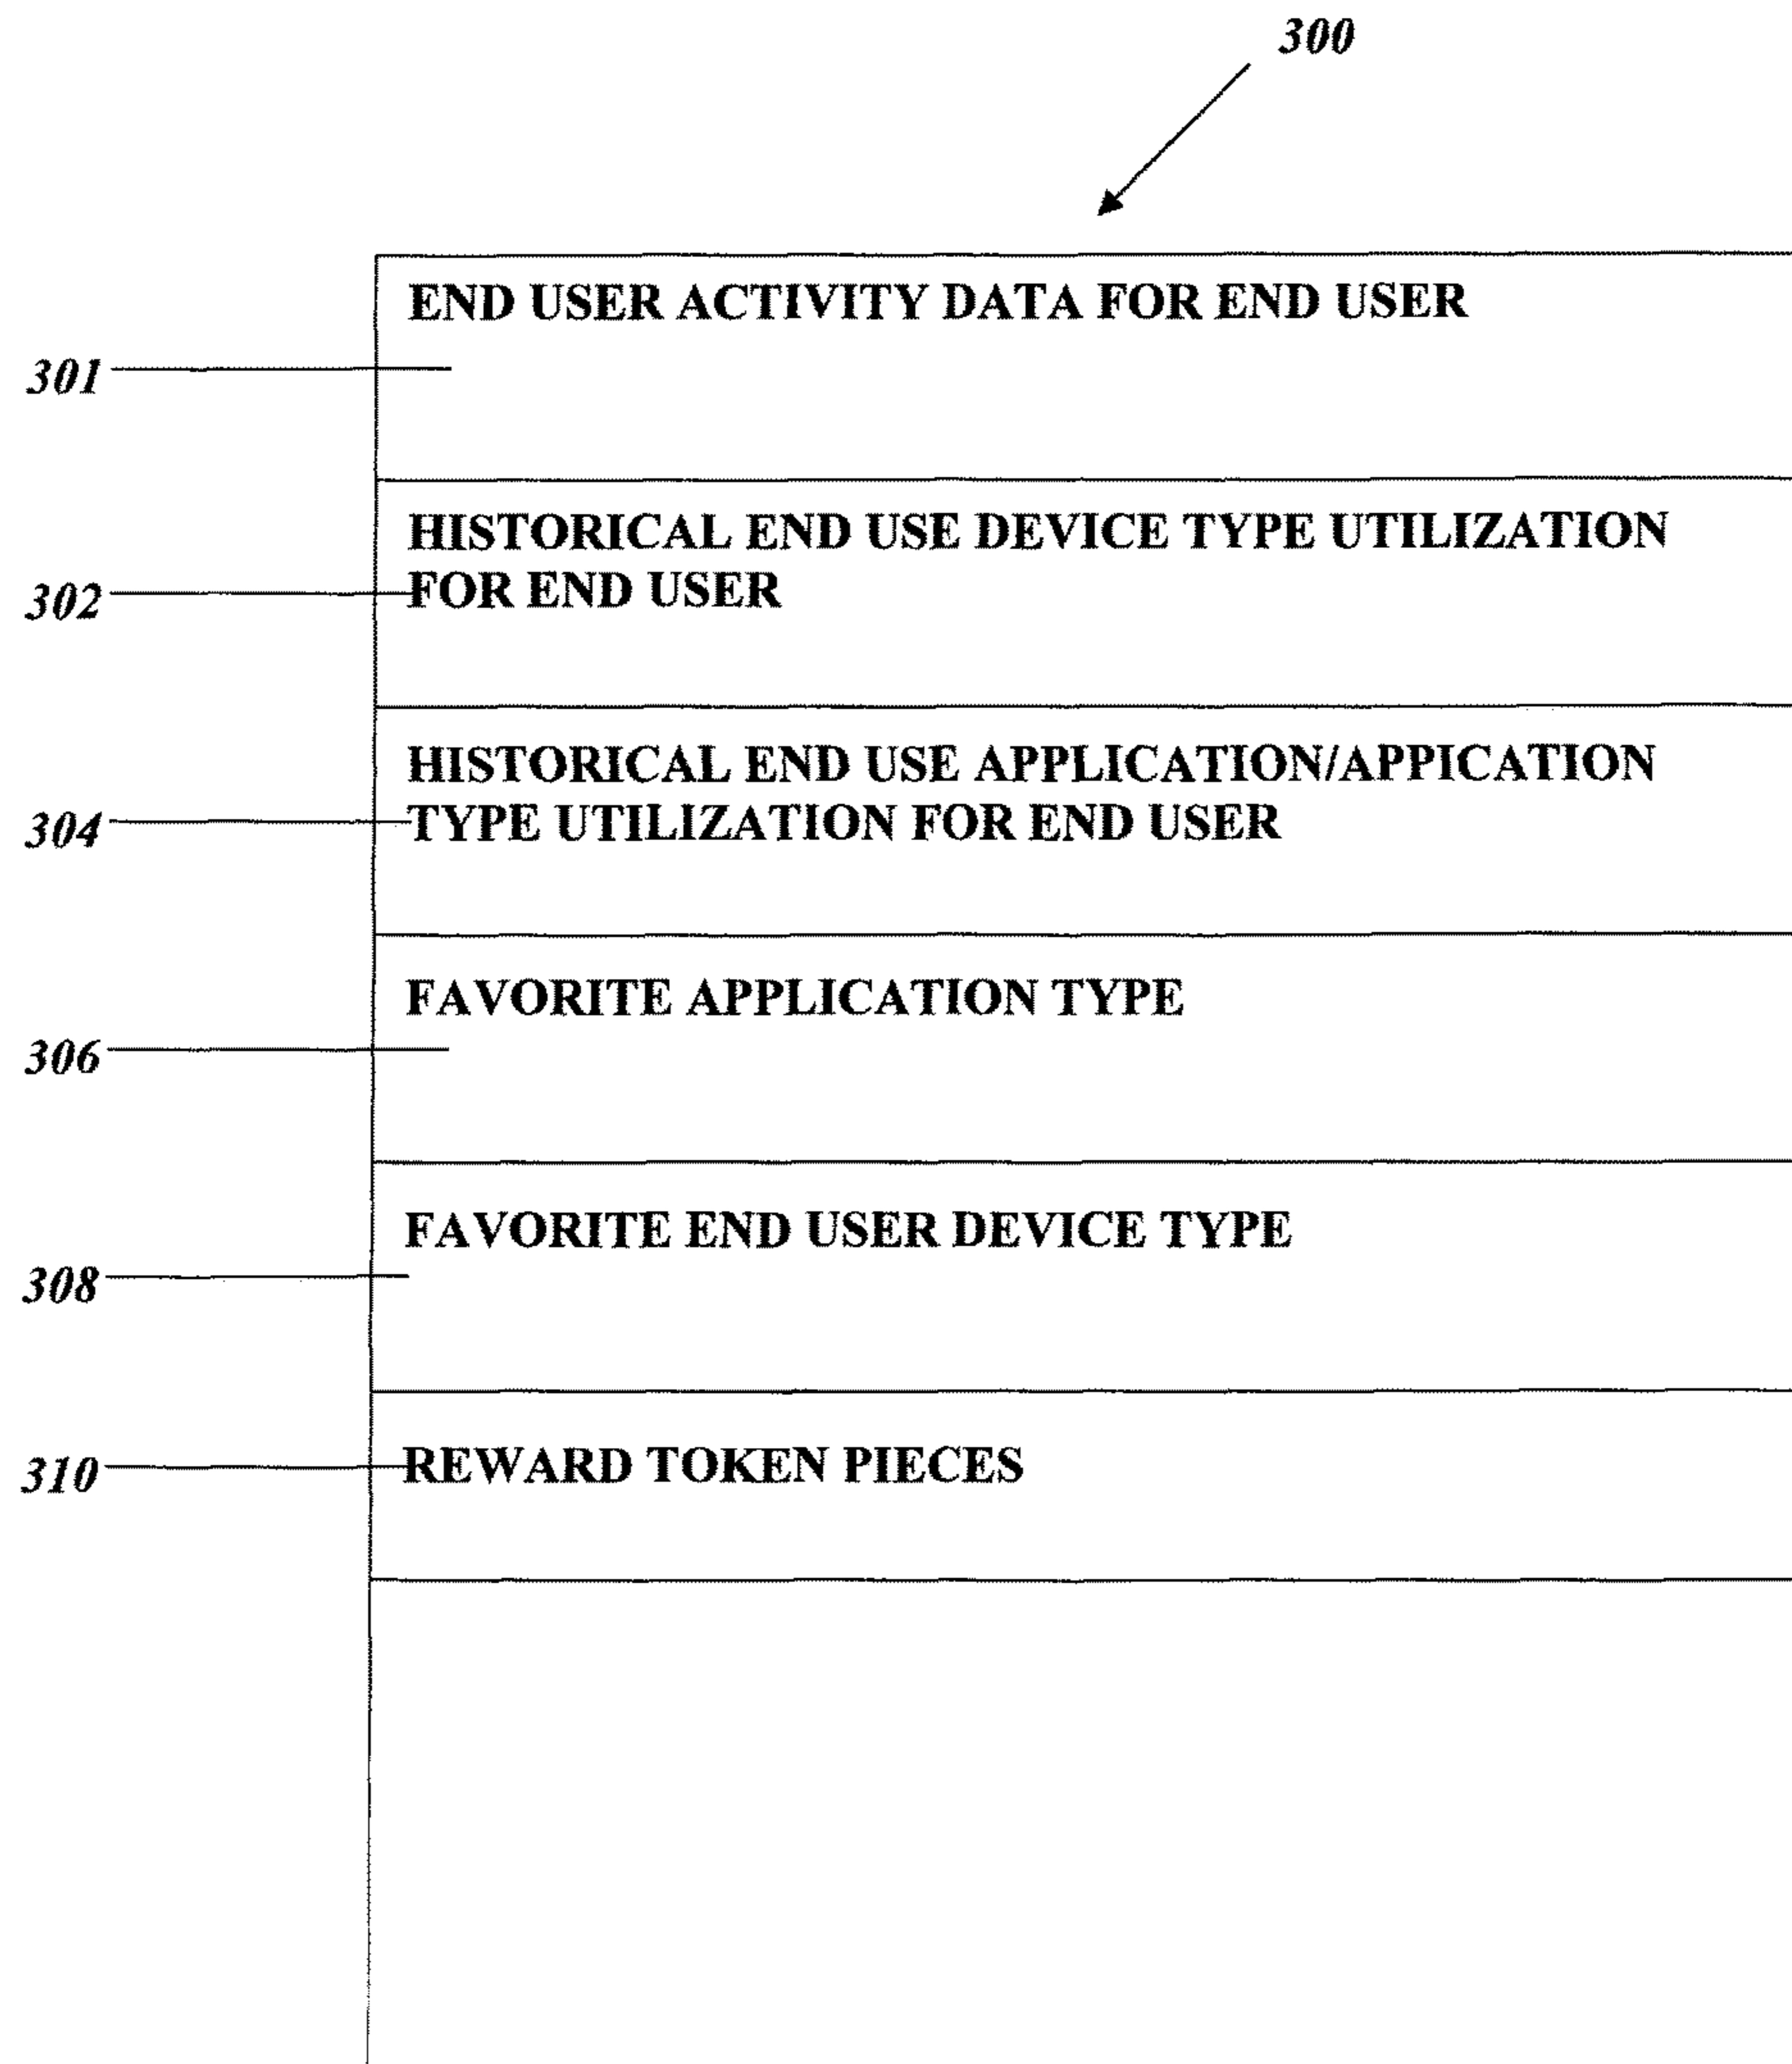 300
END USER ACTIVITY DATA FOR END USER
301
HISTORICAL END USE DEVICE TYPE UTILIZATION
FOR END USER
302
HISTORICAL END USE APPLICATION/APPICATION
TYPE UTILIZATION FOR END USER
304
FAVORITE APPLICATION TYPE
306
FAVORITE END USER DEVICE TYPE
308
REWARD TOKEN PIECES
310